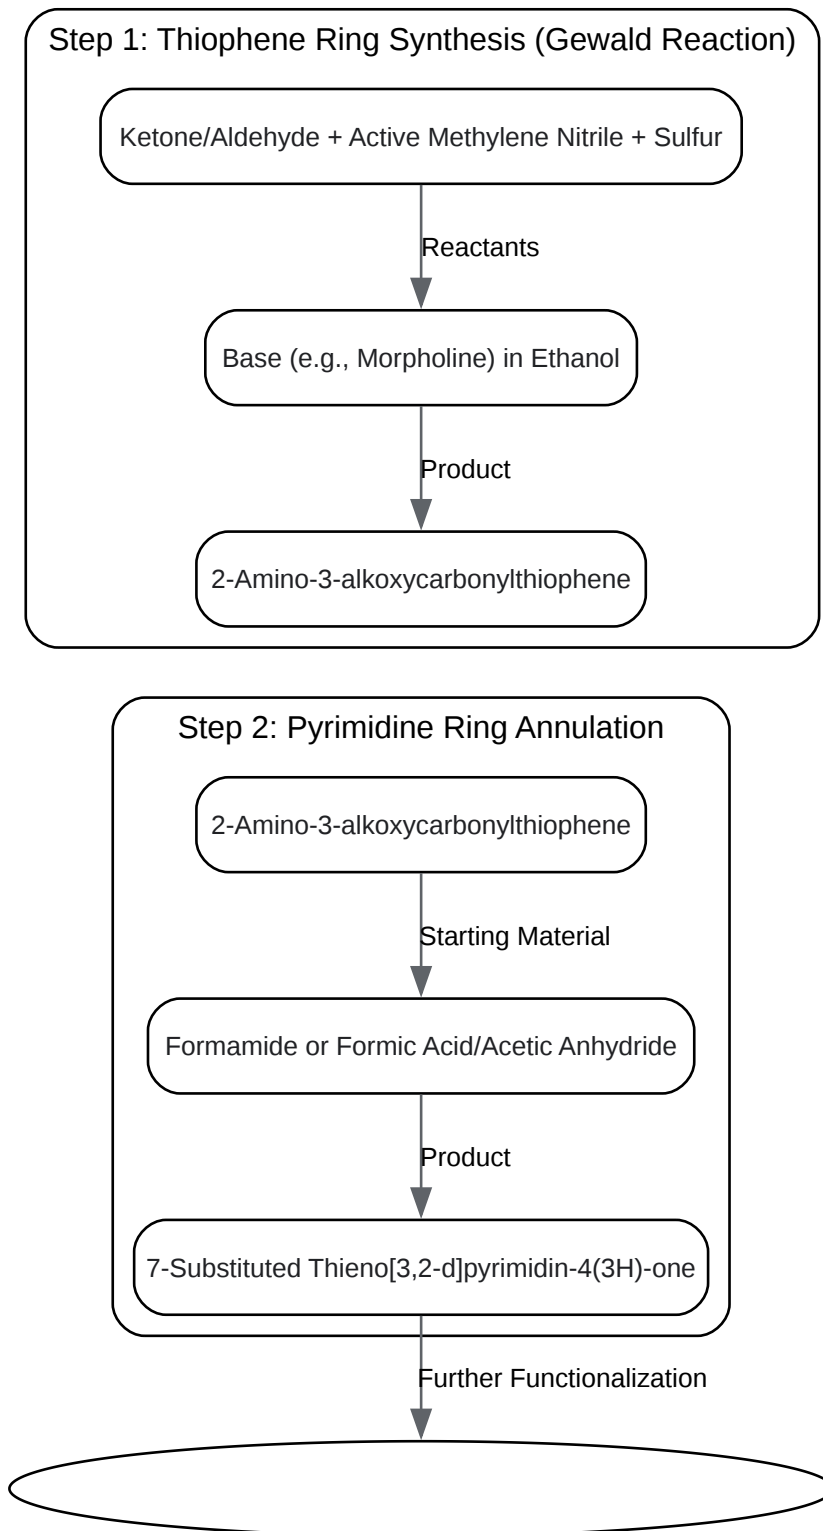 Step 1: Thiophene Ring Synthesis (Gewald Reaction)
Ketone/Aldehyde + Active Methylene Nitrile + Sulfur
Reactants
Base (e.g., Morpholine) in Ethanol
Product
2-Amino-3-alkoxycarbonylthiophene
Step 2: Pyrimidine Ring Annulation
2-Amino-3-alkoxycarbonylthiophene
Starting Material
Formamide or Formic Acid/Acetic Anhydride
Product
7-Substituted Thieno[3,2-d]pyrimidin-4(3H)-one
Further Functionalization